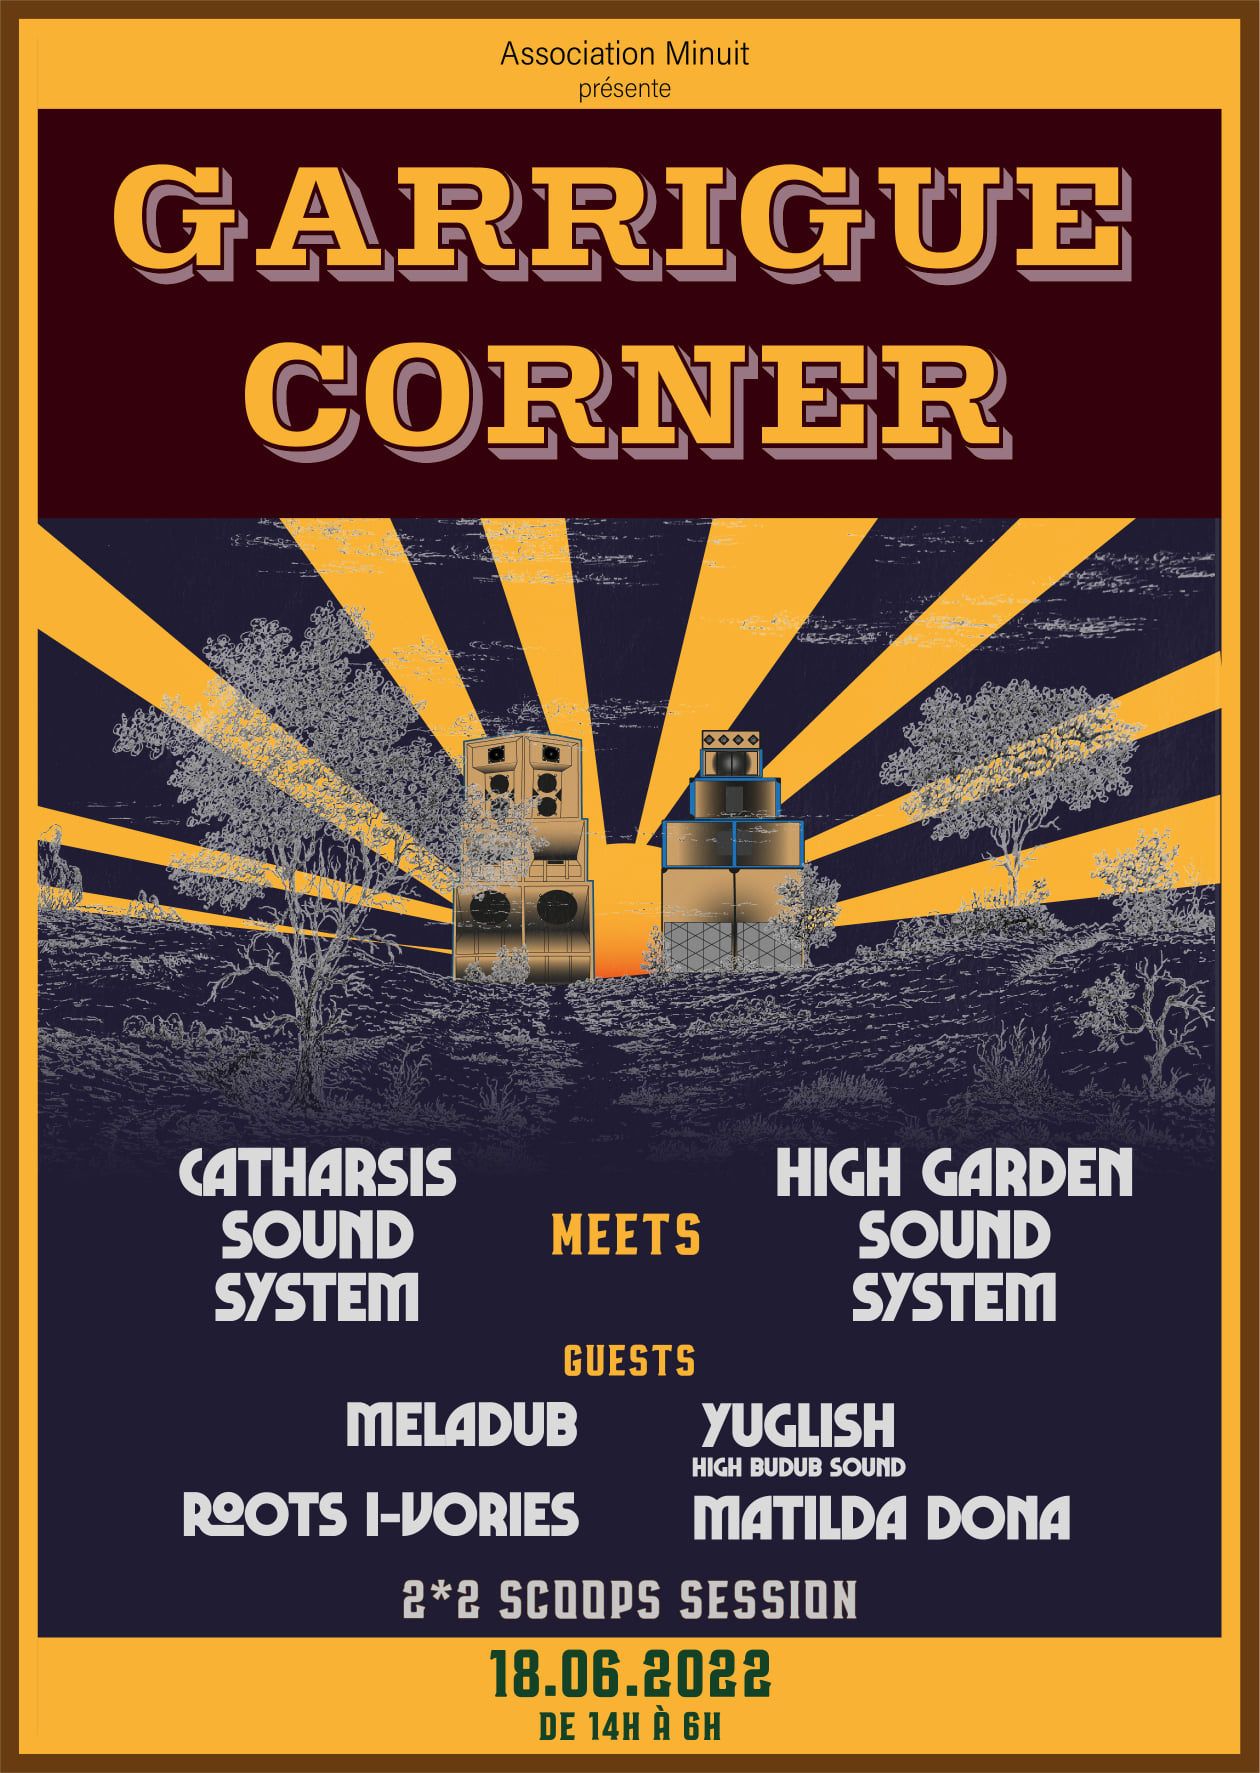 Association Minuit
présente
GARRIGUE
CORNER
CATHARSIS
SOUND
SYSTEM
MEETS
HIGH GARDEN
SOUND
SYSTEM
GUESTS
MELADUB
YUGLISH
HIGH BUDUB SOUND
ROOTS I-VORIES
MATILDA DONA
2*2 SCOOPS SESSION
18.06.2022
DE 14H À 6H